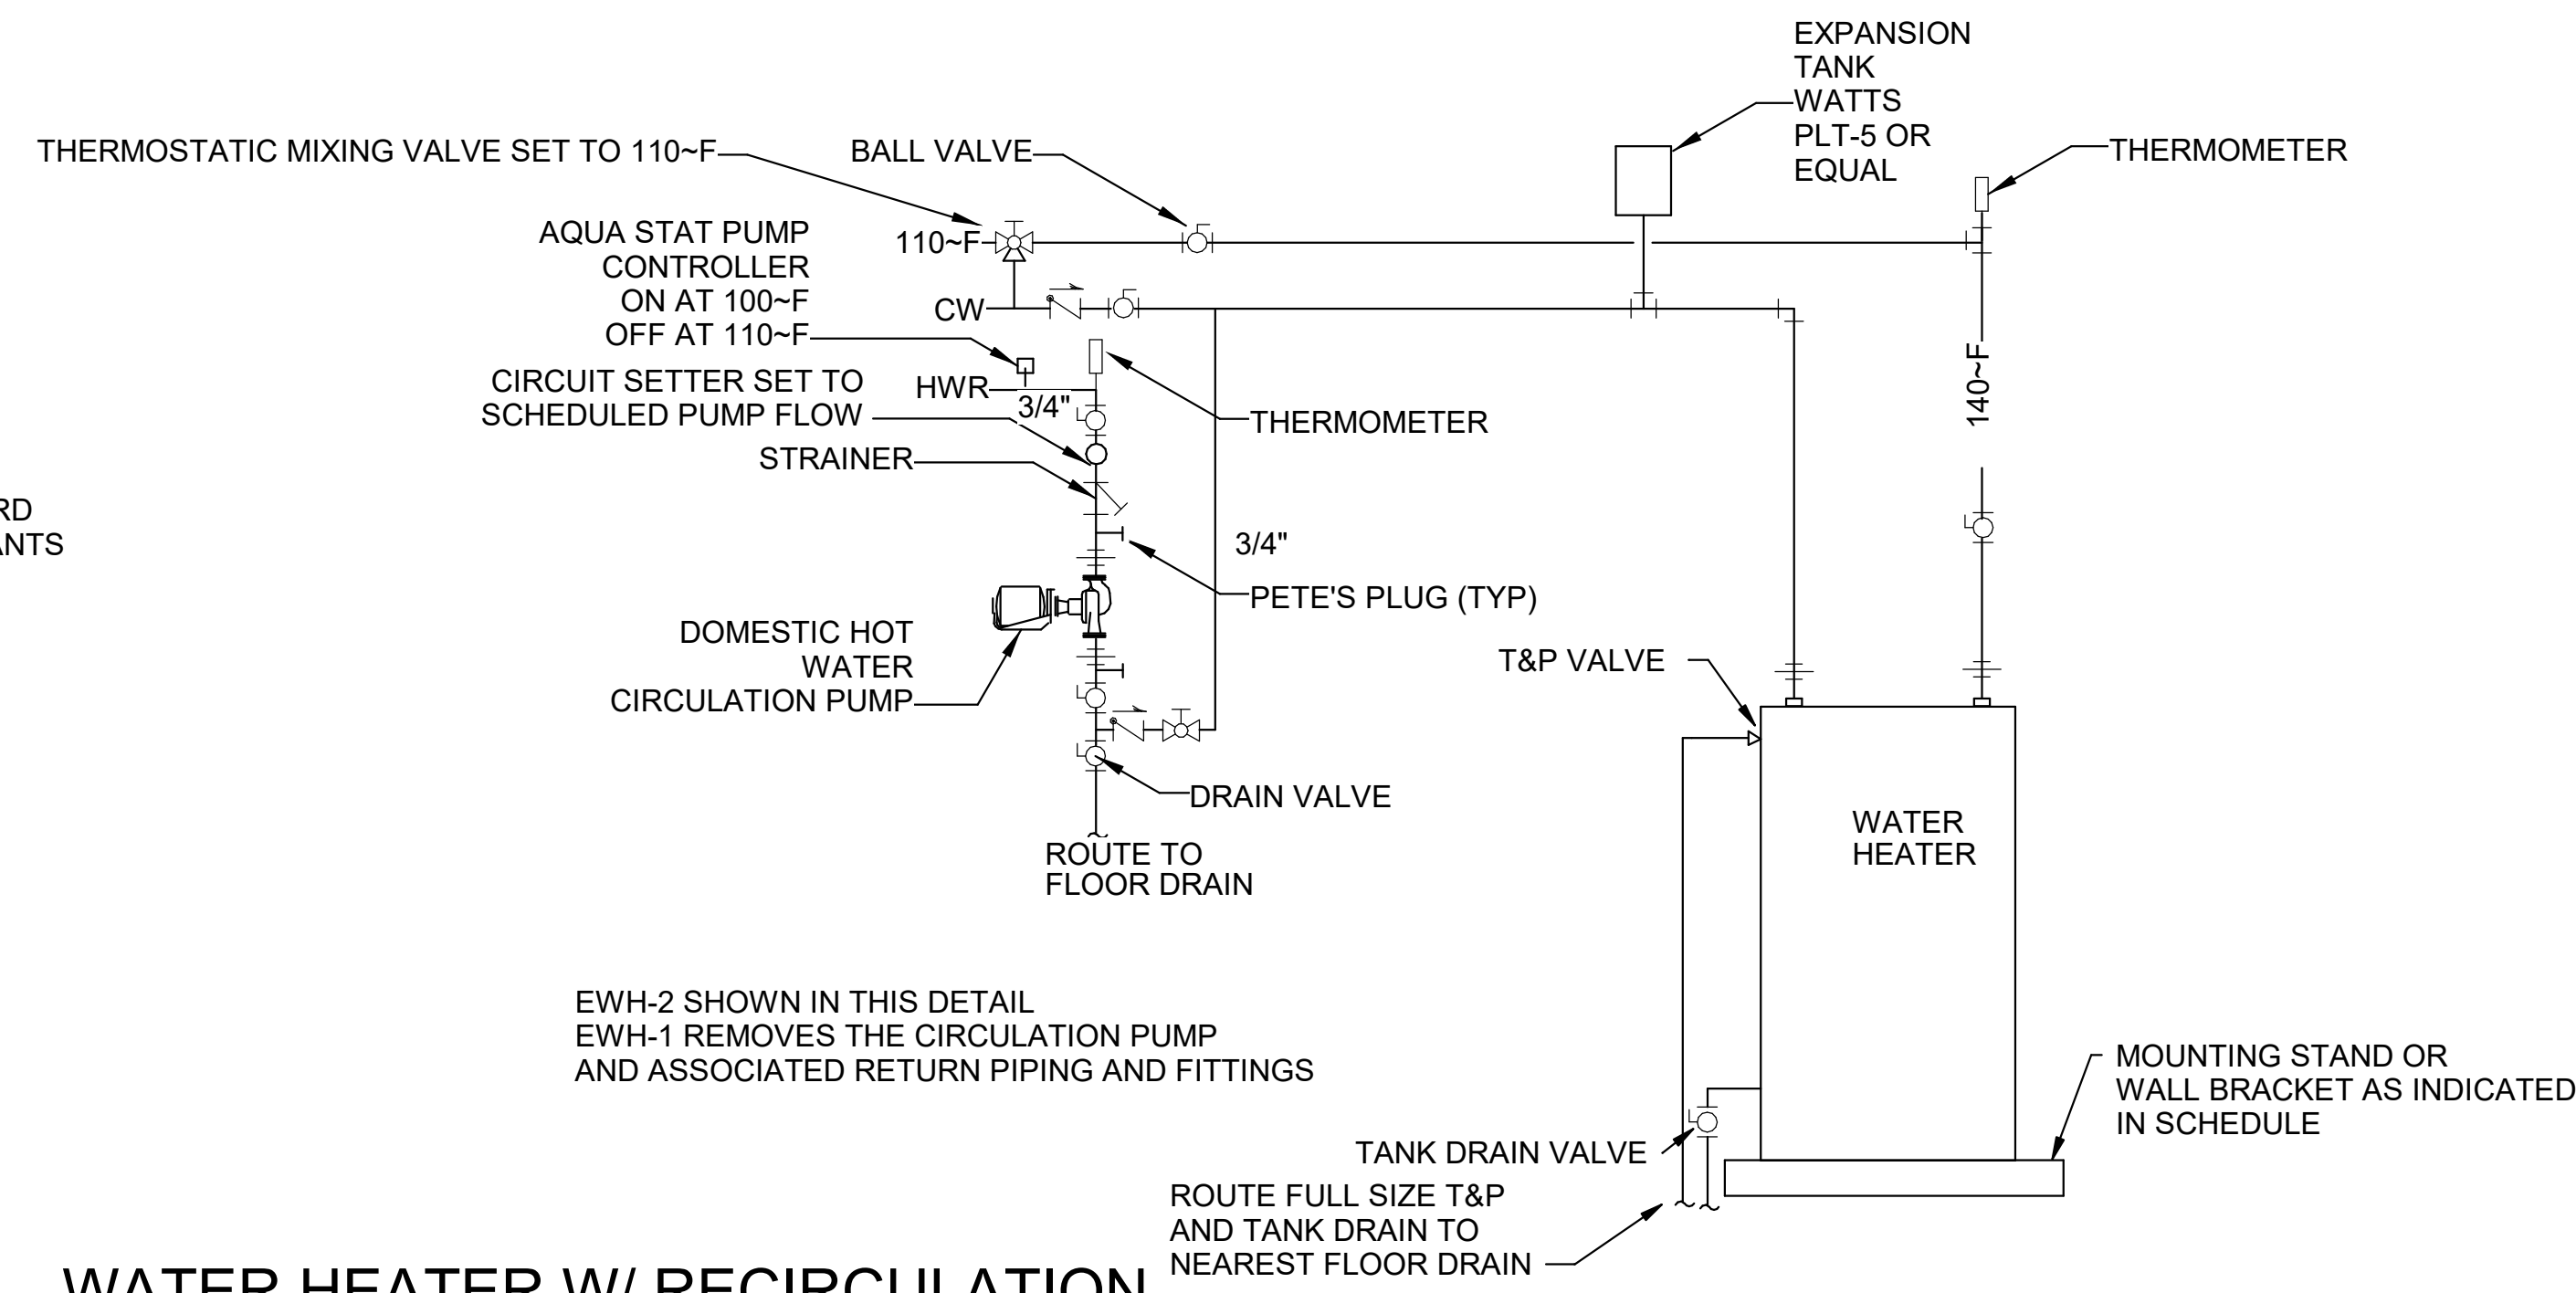 EXPANSION
TANK
WATTS
PLT-5 OR
EQUAL
THERMOSTATIC MIXING VALVE SET TO 110~F
BALL VALVE
THERMOMETER
AQUA STAT PUMP
CONTROLLER
ON AT 100~F
OFF AT 110~F
110~F
CW
140~F
CIRCUIT SETTER SET TO
SCHEDULED PUMP FLOW
HWR
3/4"
THERMOMETER
STRAINER
RD
ANTS
3/4"
PETE'S PLUG (TYP)
DOMESTIC HOT
WATER
CIRCULATION PUMP
T&P VALVE
DRAIN VALVE
WATER
HEATER
ROUTE TO
FLOOR DRAIN
EWH-2 SHOWN IN THIS DETAIL
EWH-1 REMOVES THE CIRCULATION PUMP
AND ASSOCIATED RETURN PIPING AND FITTINGS
MOUNTING STAND OR
WALL BRACKET AS INDICATED
IN SCHEDULE
TANK DRAIN VALVE
ROUTE FULL SIZE T&P
AND TANK DRAIN TO
NEAREST FLOOR DRAIN
WATER HEATER W/ RECIRCULATION